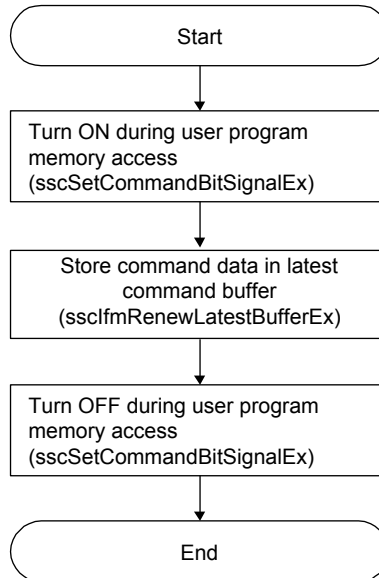 Start
Turn ON during user program
memory access
(sscSetCommandBitSignalEx)
Store command data in latest
command buffer
(sscIfmRenewLatestBufferEx)
Turn OFF during user program
memory access
(sscSetCommandBitSignalEx)
End